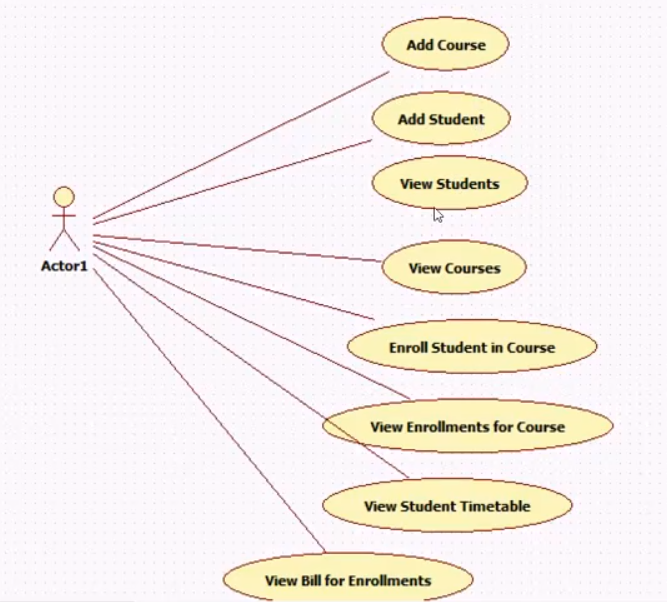 Add Course
Add Student
View Students
Actor1
View Courses
Enroll Student in Course
View Enrollments for Course
View Student Timetable
View Bill for Enrollments